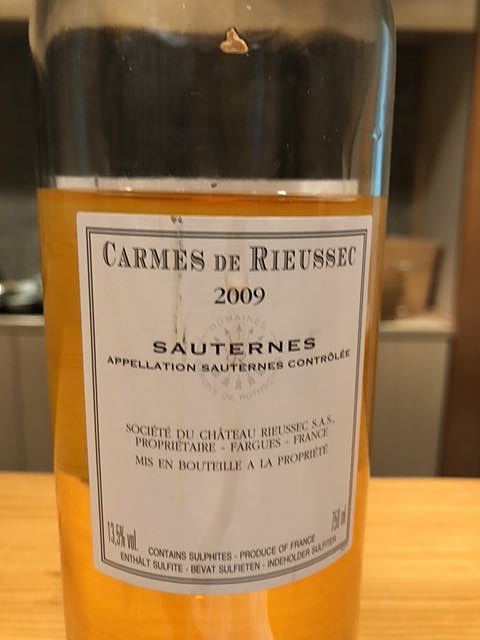 CARMES DE RIEUSSEC
2009
DOMAINES
SAUTERNES
APPELLATION SAUTERNES CONTRÔLÉE
SOCIÉTÉ DU CHÂTEAU RIEUSSEC S.A.S.,
PROPRIÉTAIRE - FARGUES - FRANCE
MIS EN BOUTEILLE A LA PROPRIÉTÉ
13,5% vol.
750 ml
CONTAINS SULPHITES - PRODUCE OF FRANCE
ENTHÄLT SULFITE - BEVAT SULFIETEN - INDEHOLDER SULFITER